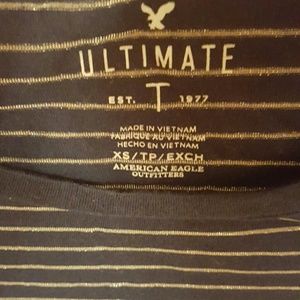 ULTIMATE
EST. T 1977
MADE IN VIETNAM
FABRIQUÉ AU VIETNAM
HECHO EN VIETNAM
XS/TP/EXCH
AMERICAN EAGLE
OUTFITTERS